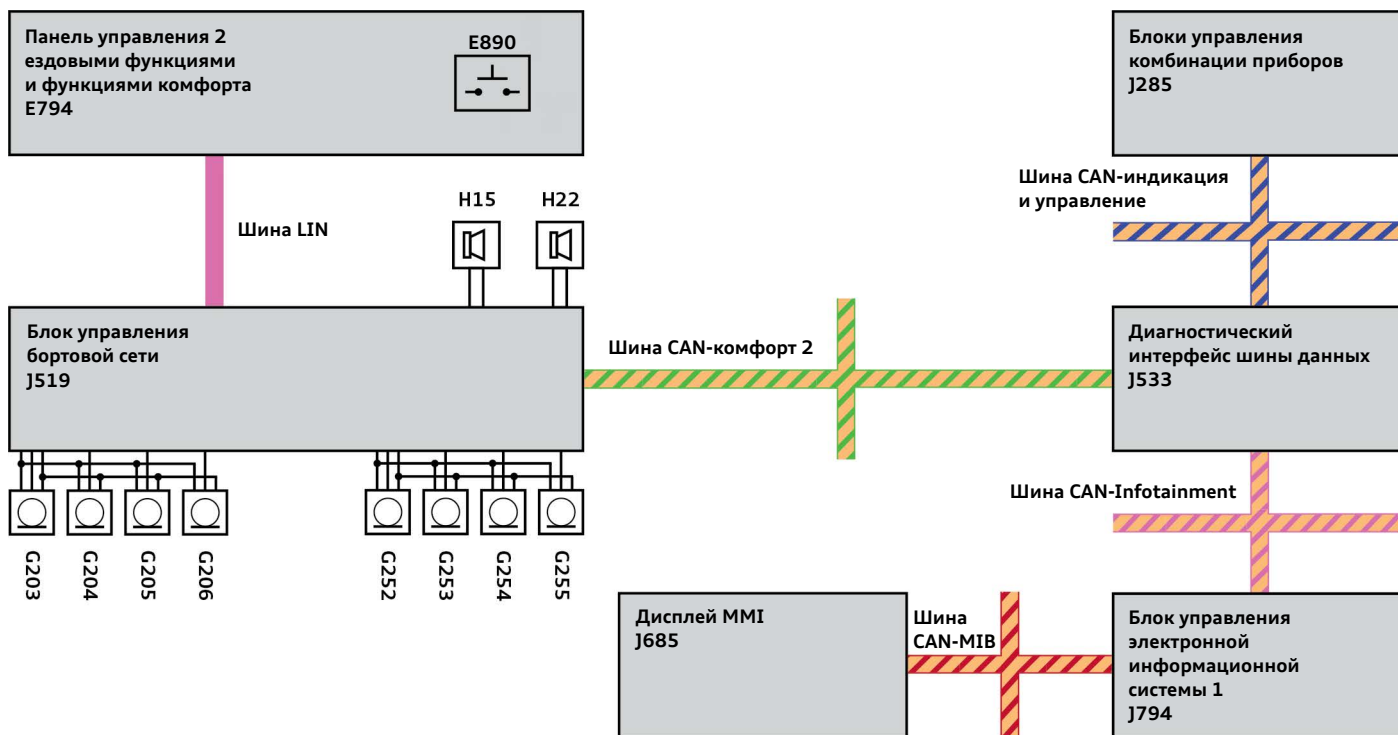 Панель управления 2
ездовыми функциями
и функциями комфорта
E794
E890
Блоки управления
комбинации приборов
J285
Шина CAN-индикация
и управление
H15
H22
Шина LIN
Блок управления
бортовой сети
J519
Шина CAN-комфорт 2
Диагностический
интерфейс шины данных
J533
Шина CAN-Infotainment
G203
G204
G205
G206
G252
G253
G254
G255
Дисплей MMI
J685
Шина
CAN-MIB
Блок управления
электронной
информационной
системы 1
J794